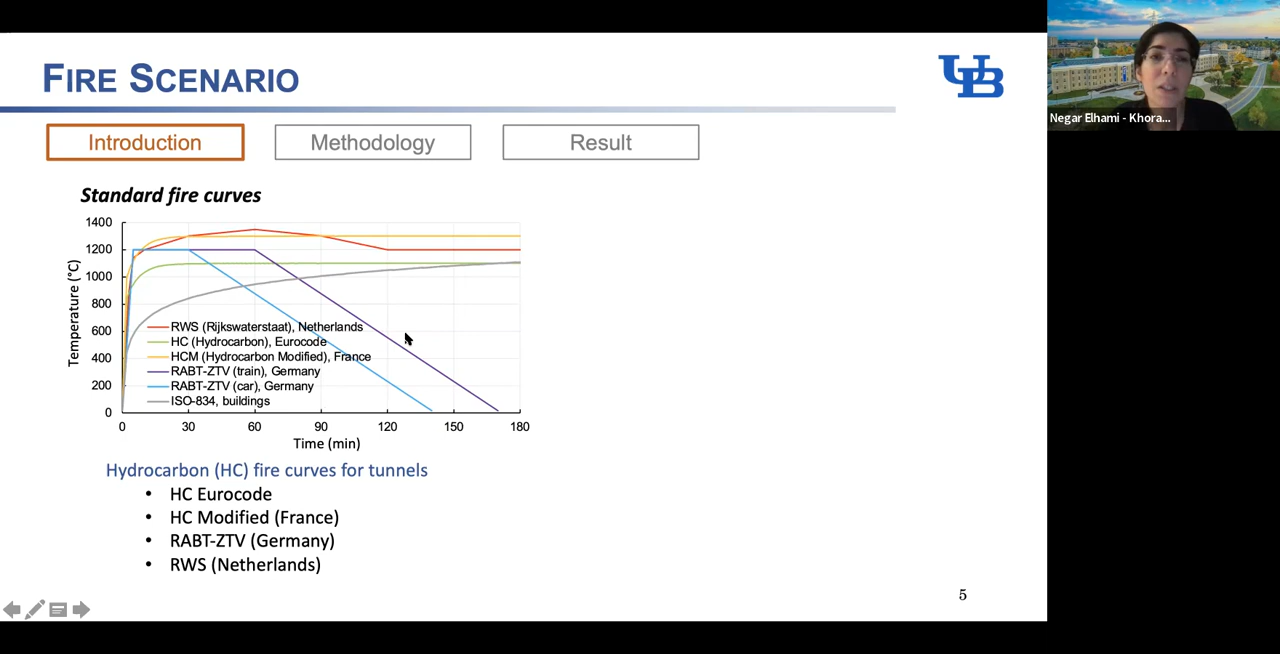 FIRE SCENARIO
UB
Negar Elhami - Khora...
Introduction
Methodology
Result
Standard fire curves
Temperature (°C)
1400
1200
1000
800
600
400
200
0
RWS (Rijkswaterstaat), Netherlands
HC (Hydrocarbon), Eurocode
HCM (Hydrocarbon Modified), France
RABT-ZTV (train), Germany
RABT-ZTV (car), Germany
ISO-834, buildings
0 30 60 90 120 150 180
Time (min)
Hydrocarbon (HC) fire curves for tunnels
• HC Eurocode
• HC Modified (France)
• RABT-ZTV (Germany)
• RWS (Netherlands)
5